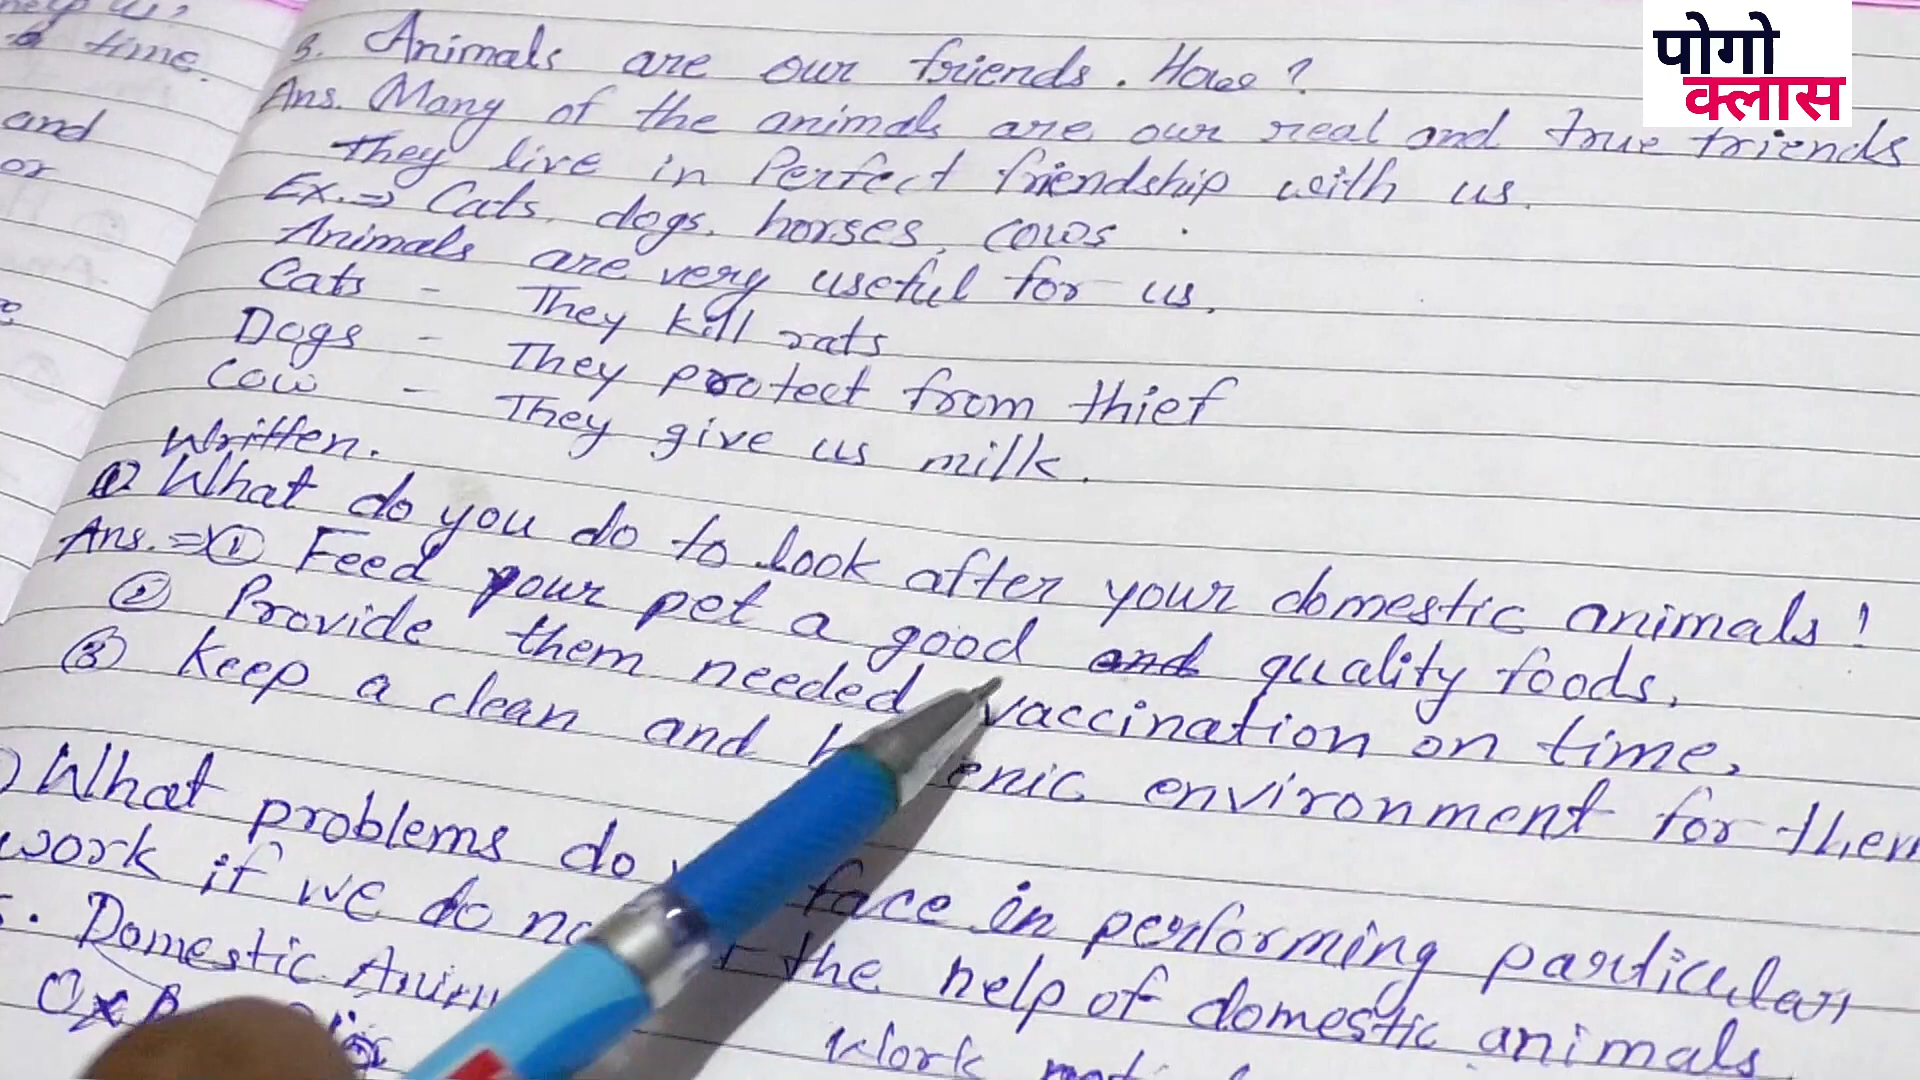 help us?
time.
and
or
पोगो
क्लास
3. Animals are our friends. How?
Ans. Many of the animals are our real and true friends
They live in Perfect friendship with us.
Ex. ⇒ Cats, dogs, horses, cows.
Animals are very useful for us.
Cats - They kill rats
Dogs - They protect from thief
Cow - They give us milk.
Written.
What do you do to look after your domestic animals!
Ans. ⇒ ① Feed your pet a good and quality foods,
② Provide them needed vaccination on time,
③ Keep a clean and enic environment for them
What problems do face in performing particular
work if we do the help of domestic animals
Domestic
Ox Work